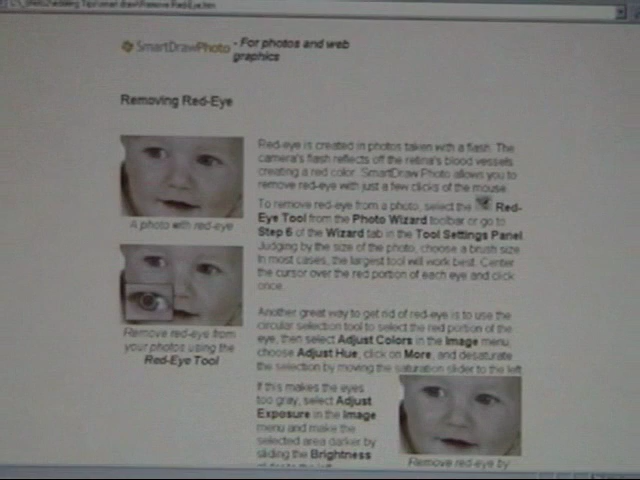 SmartDrawPhoto - For photos and web
graphics
Removing Red-Eye
A photo with red-eye
Remove red-eye from
your photos using the
Red-Eye Tool
Red-eye is created in photos taken with a flash. The
camera's flash reflects off the retina's blood vessels
creating a red color. SmartDraw Photo allows you to
remove red-eye with just a few clicks of the mouse.
To remove red-eye from a photo, select the Red-
Eye Tool from the Photo Wizard toolbar or go to
Step 6 of the Wizard tab in the Tool Settings Panel.
Judging by the size of the photo, choose a brush size.
In most cases, the largest tool will work best. Center
the cursor over the red portion of each eye and click
once.
Another great way to get rid of red-eye is to use the
circular selection tool to select the red portion of the
eye, then select Adjust Colors in the Image menu,
choose Adjust Hue, click on More, and desaturate
the selection by moving the saturation slider to the left.
If this makes the eyes
too gray, select Adjust
Exposure in the Image
menu and make the
selected area darker by
sliding the Brightness
Remove red-eye by